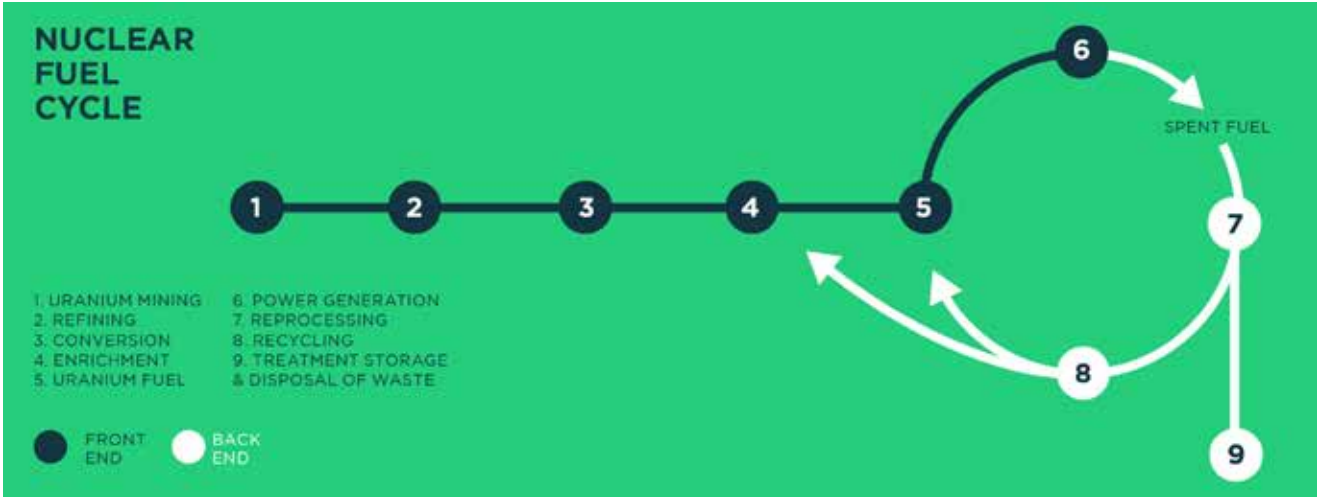 NUCLEAR
FUEL
CYCLE
6
SPENT FUEL
1
2
3
4
5
7
1. URANIUM MINING
2. REFINING
3. CONVERSION
4. ENRICHMENT
5. URANIUM FUEL
6. POWER GENERATION
7. REPROCESSING
8. RECYCLING
9. TREATMENT STORAGE
& DISPOSAL OF WASTE
8
FRONT
END
BACK
END
9